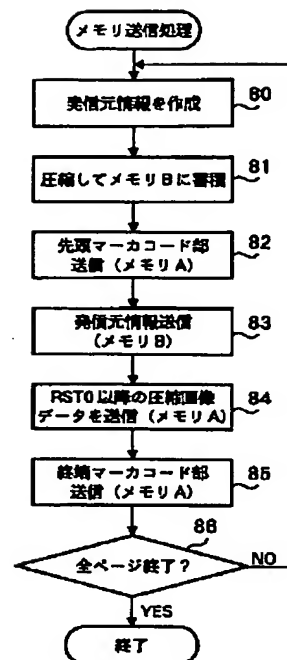 メモリ送信処理
発信元情報を作成
80
圧縮してメモリBに蓄積
81
先頭マーカコード部
送信(メモリA)
82
発信元情報送信
(メモリB)
83
RST0以降の圧縮画像
データを送信(メモリA)
84
終端マーカコード部
送信(メモリA)
85
全ページ終了?
86
NO
YES
終了